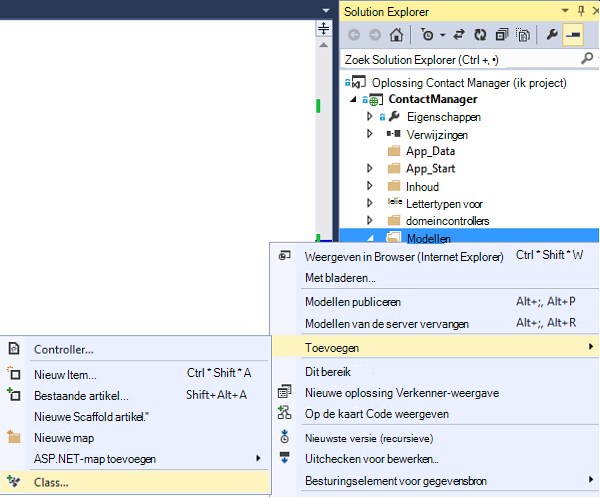 Solution Explorer
Zoek Solution Explorer (Ctrl +, •)
Oplossing Contact Manager (ik project)
ContactManager
Eigenschappen
Verwijzingen
App_Data
App_Start
Inhoud
Lettertypen voor
domeincontrollers
Modellen
Weergeven in Browser (Internet Explorer) Ctrl * Shift * W
Met bladeren...
Modellen publiceren Alt+;, Alt+P
Modellen van de server vervangen Alt+;, Alt+R
Toevoegen
Dit bereik
Nieuwe oplossing Verkenner-weergave
Op de kaart Code weergeven
Nieuwste versie (recursieve)
Uitchecken voor bewerken...
Besturingselement voor gegevensbron
Controller...
Nieuw Item... Ctrl * Shift * A
Bestaande artikel... Shift+Alt+A
Nieuwe Scaffold artikel."
Nieuwe map
ASP.NET-map toevoegen
Class...